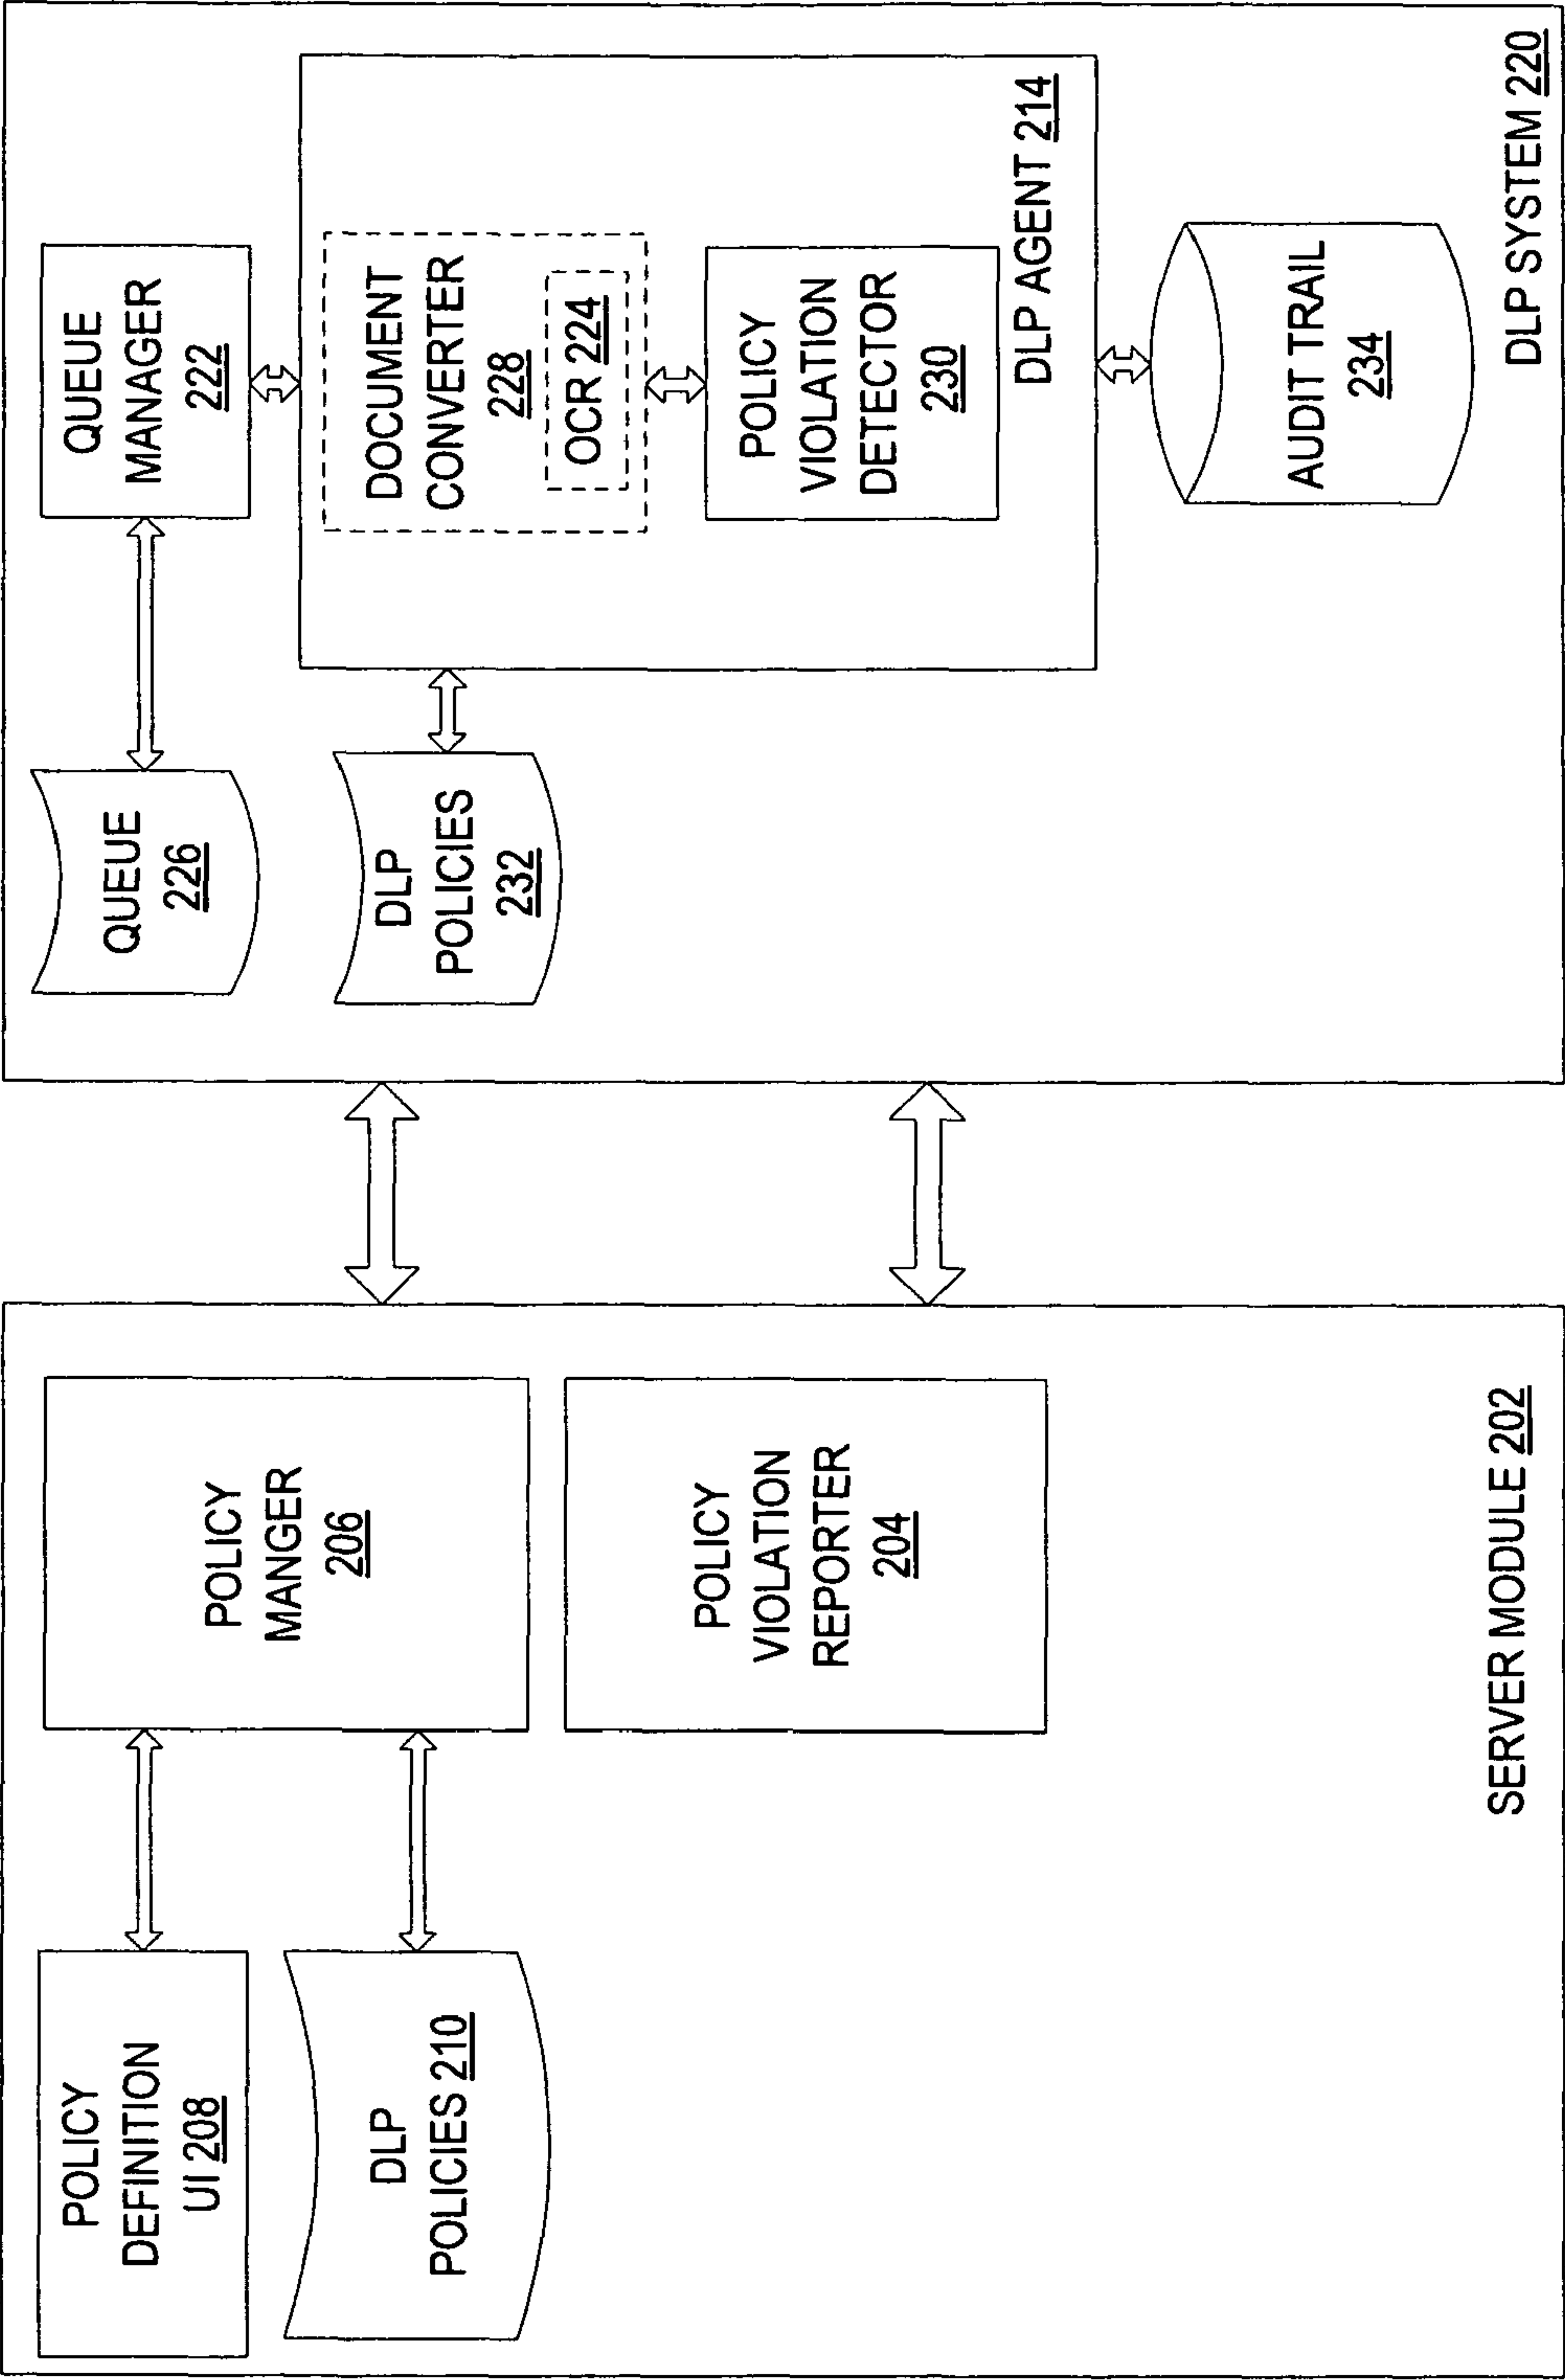 POLICY
DEFINITION
UI 208
DLP
POLICIES 210
POLICY
MANGER
206
POLICY
VIOLATION
REPORTER
204
SERVER MODULE 202
QUEUE
226
DLP
POLICIES
232
QUEUE
MANAGER
222
DOCUMENT
CONVERTER
228
OCR 224
POLICY
VIOLATION
DETECTOR
230
DLP AGENT 214
AUDIT TRAIL
234
DLP SYSTEM 220